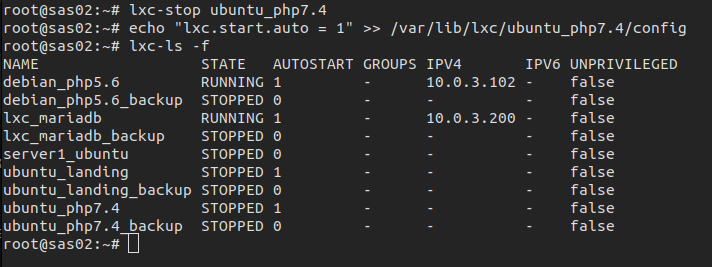 root@sas02:~# lxc-stop ubuntu_php7.4
root@sas02:~# echo "lxc.start.auto = 1" >> /var/lib/lxc/ubuntu_php7.4/config
root@sas02:~# lxc-ls -f
NAME                 STATE   AUTOSTART GROUPS IPV4       IPV6 UNPRIVILEGED
debian_php5.6        RUNNING 1         -      10.0.3.102 -    false
debian_php5.6_backup STOPPED 0         -      -          -    false
lxc_mariadb          RUNNING 1         -      10.0.3.200 -    false
lxc_mariadb_backup   STOPPED 0         -      -          -    false
server1_ubuntu       STOPPED 0         -      -          -    false
ubuntu_landing       STOPPED 1         -      -          -    false
ubuntu_landing_backup STOPPED 0         -      -          -    false
ubuntu_php7.4        STOPPED 1         -      -          -    false
ubuntu_php7.4_backup STOPPED 0         -      -          -    false
root@sas02:~#